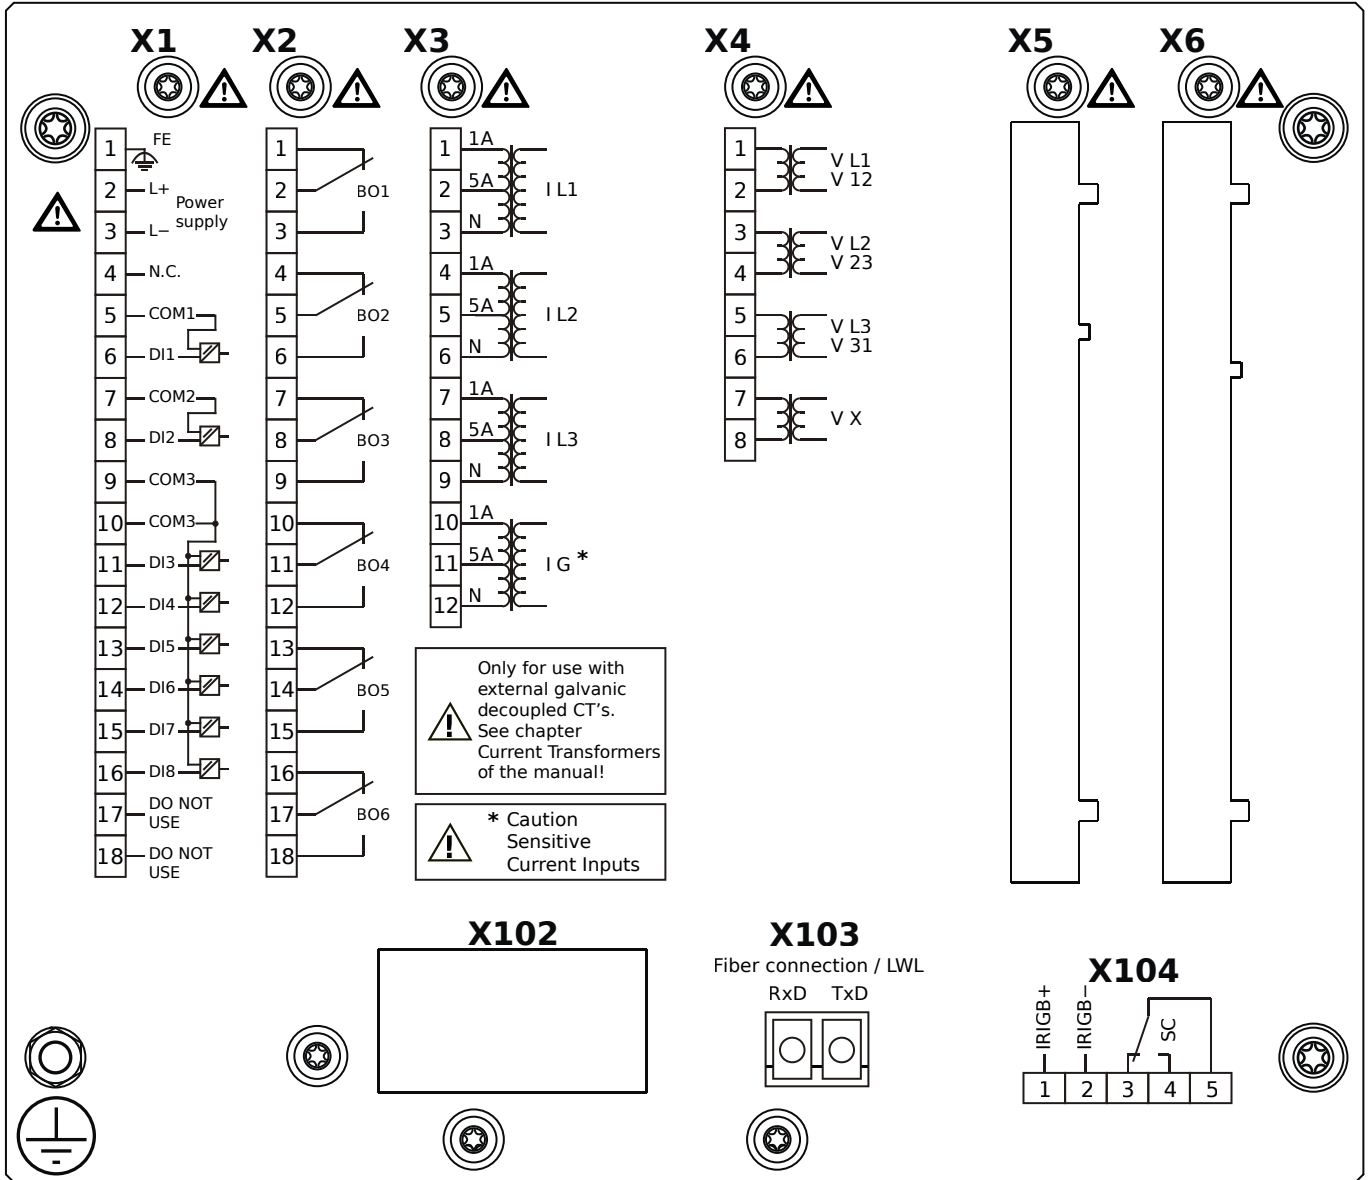 X1
X2
X3
X4
X5
X6
1
FE
2
L+
Power
supply
3
L−
4
N.C.
5
COM1
6
DI1
7
COM2
8
DI2
9
COM3
10
COM3
11
DI3
12
DI4
13
DI5
14
DI6
15
DI7
16
DI8
17
DO NOT
USE
18
DO NOT
USE
1
2
BO1
3
4
5
BO2
6
7
8
BO3
9
10
11
BO4
12
13
14
BO5
15
16
17
BO6
18
1
1A
2
5A
I L1
3
N
4
1A
5
5A
I L2
6
N
7
1A
8
5A
I L3
9
N
10
1A
11
5A
I G *
12
N
Only for use with
external galvanic
decoupled CT's.
See chapter
Current Transformers
of the manual!
* Caution
Sensitive
Current Inputs
1
2
V L1
V 12
3
4
V L2
V 23
5
6
V L3
V 31
7
8
V X
X102
X103
Fiber connection / LWL
RxD TxD
X104
IRIGB+
IRIGB−
SC
1 2 3 4 5